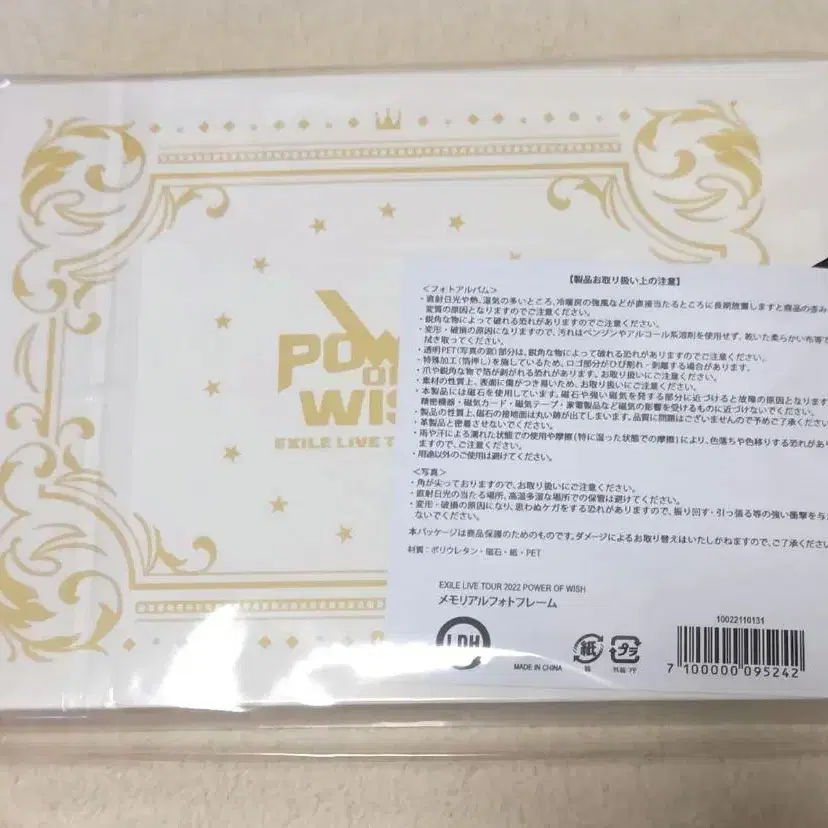 POW
OF
WIS
EXILE LIVE T
【製品お取り扱い上の注意】
＜フォトアルバム＞
・直射日光や熱、湿気の多いところ、冷暖房の強風などが直接当たるところに長期放置しますと商品の歪み
変質の原因となりますのでご注意ください。
・鋭角な物によって破れる恐れがありますのでご注意ください。
・変形・破損の原因になりますので、汚れはベンジンやアルコール系溶剤を使用せず、乾いた柔らかい布等で
拭き取ってください。
・透明PET(写真の窓)部分は、鋭角な物によって破れる恐れがありますのでご注意ください。
・特殊加工(箔押し)を施しているため、ロゴ部分がひび割れ・剥離する場合があります。
・爪や鋭角な物で箔が剥がれる恐れがあります。お取り扱いにご注意ください。
・素材の性質上、表面に傷がつき易いため、お取り扱いにご注意ください。
・本製品には磁石を使用しています。磁石や強い磁気を発する部分に近づけると故障の原因となります
精密機器・磁気カード・磁気テープ・家電製品など磁気の影響を受けるものに近づけないでください。
・製品の性質上、磁石の接地面は丸い跡が出てしまいます。品質に問題はございませんので予めご了承くだ
・革製品と密着させないでください。
・雨や汗による濡れた状態での使用や摩擦(特に湿った状態での摩擦)により、色落ちや色移りする恐れがあり
ますので、ご注意ください。
・用途以外のご使用は避けてください。
＜写真＞
・角が尖っておりますので、お取り扱いにご注意ください。
・直射日光の当たる場所、高温多湿な場所での保管は避けてください。
・変形・破損の原因になり、思わぬケガをする恐れがありますので、振り回す・引っ張る等の強い衝撃を与え
ないでください。
本パッケージは商品保護のためのものです。ダメージによるお取り替えはいたしかねますので、ご了承くださ
材質：ポリウレタン・磁石・紙・PET
EXILE LIVE TOUR 2022 POWER OF WISH
メモリアルフォトフレーム
LDH
MADE IN CHINA
紙
プラ
外装 PP
10022110131
7 100000 095242